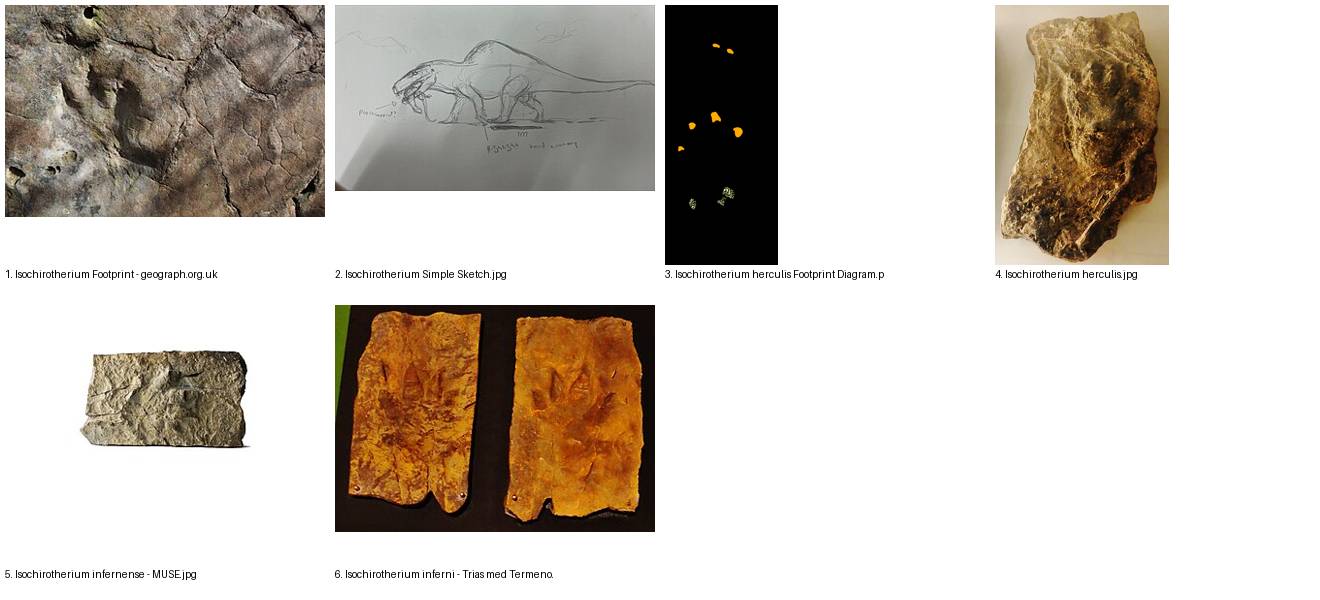 1. Isochirotherium Footprint - geograph.org.uk
2. Isochirotherium Simple Sketch.jpg
3. Isochirotherium herculis Footprint Diagram.p
4. Isochirotherium herculis.jpg
5. Isochirotherium infernense - MUSE.jpg
6. Isochirotherium inferni - Trias med Termeno.